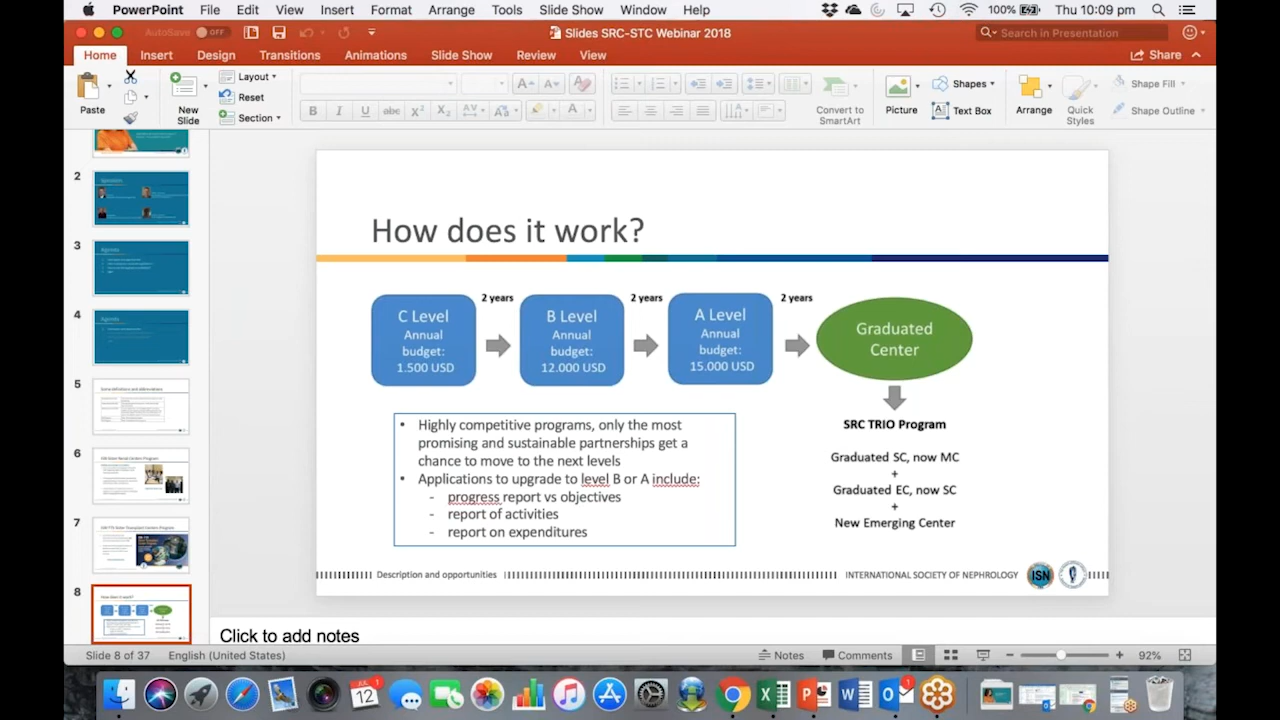 PowerPoint File Edit View Insert Format Arrange Tools Slide Show Window Help 100% Thu 10:09 pm
AutoSave OFF Slides SRC-STC Webinar 2018 Search in Presentation
Home Insert Design Transitions Animations Slide Show Review View Share
Paste New Slide Layout Reset Section
Convert to SmartArt Picture Shapes Text Box Arrange Quick Styles Shape Fill Shape Outline
2
3
4
5
6
7
8
How does it work?
2 years 2 years 2 years
C Level
Annual
budget:
1.500 USD
B Level
Annual
budget:
12.000 USD
A Level
Annual
budget:
15.000 USD
Graduated
Center
SRC TRIO Program
Graduated SC, now MC
+
Graduated EC, now SC
+
New Emerging Center
• Highly competitive programs, only the most
promising and sustainable partnerships get a
chance to move to the next levels
• Applications to upgrade to level B or A include:
- progress report vs objectives
- report of activities
- report on expenditures
Description and opportunities INTERNATIONAL SOCIETY OF NEPHROLOGY ISN
Click to add notes
Slide 8 of 37 English (United States) Notes Comments 92%
JUL 12 1 1